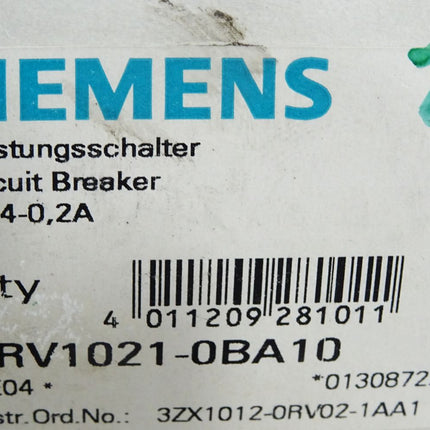 IEMENS
stungsschalter
cuit Breaker
4-0,2A
ty
4 011209 281011
RV1021-0BA10
E04 *
*0130872
str.Ord.No.: 3ZX1012-0RV02-1AA1